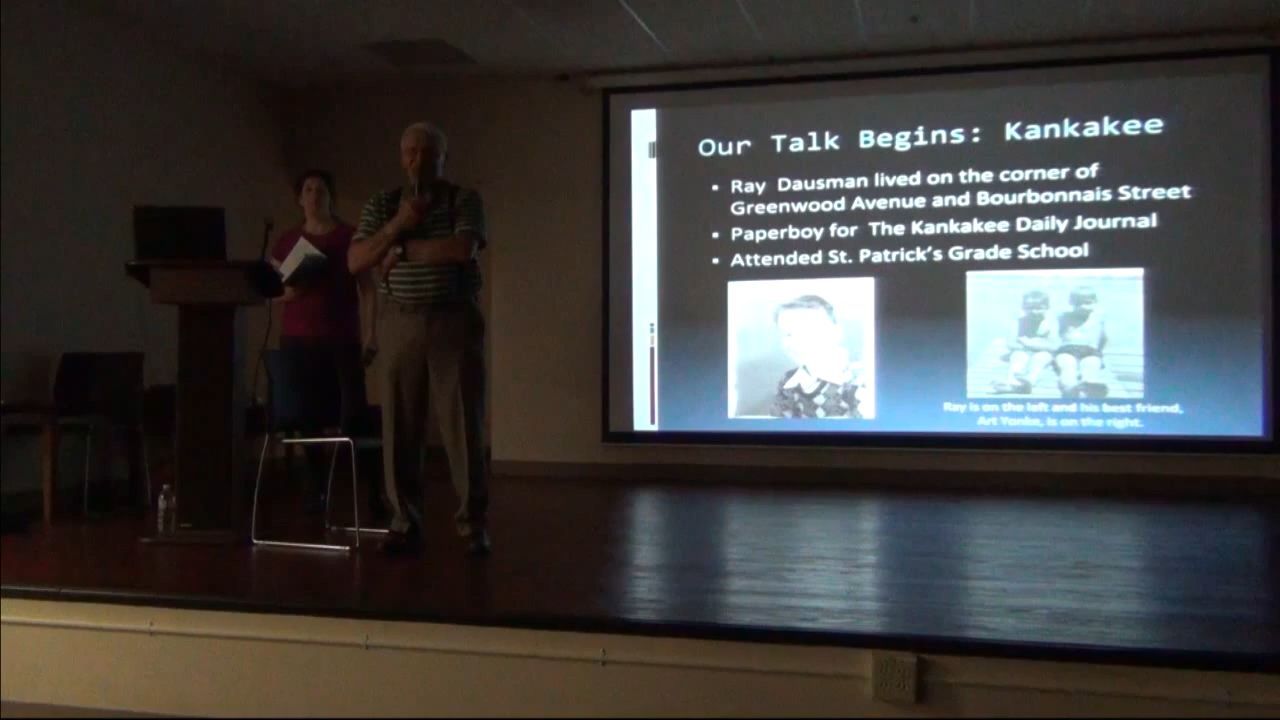 Our Talk Begins: Kankakee
▪ Ray Dausman lived on the corner of
Greenwood Avenue and Bourbonnais Street
▪ Paperboy for The Kankakee Daily Journal
▪ Attended St. Patrick's Grade School
Ray is on the left and his best friend,
Art Yonke, is on the right.